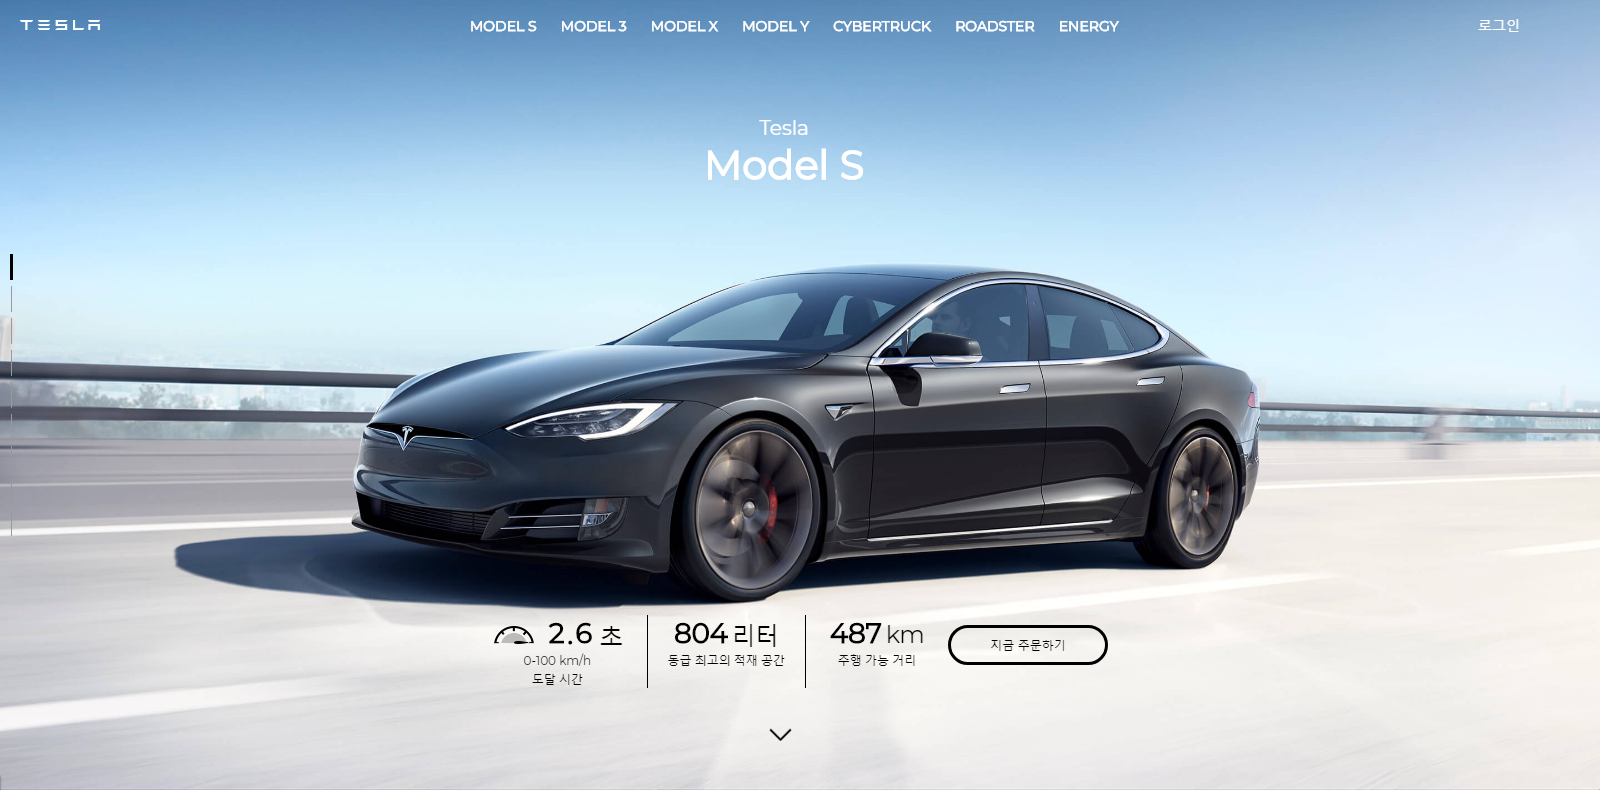 TESLA
MODEL S MODEL 3 MODEL X MODEL Y CYBERTRUCK ROADSTER ENERGY
로그인
Tesla
Model S
2.6 초
0-100 km/h
도달 시간
804 리터
동급 최고의 적재 공간
487 km
주행 가능 거리
지금 주문하기